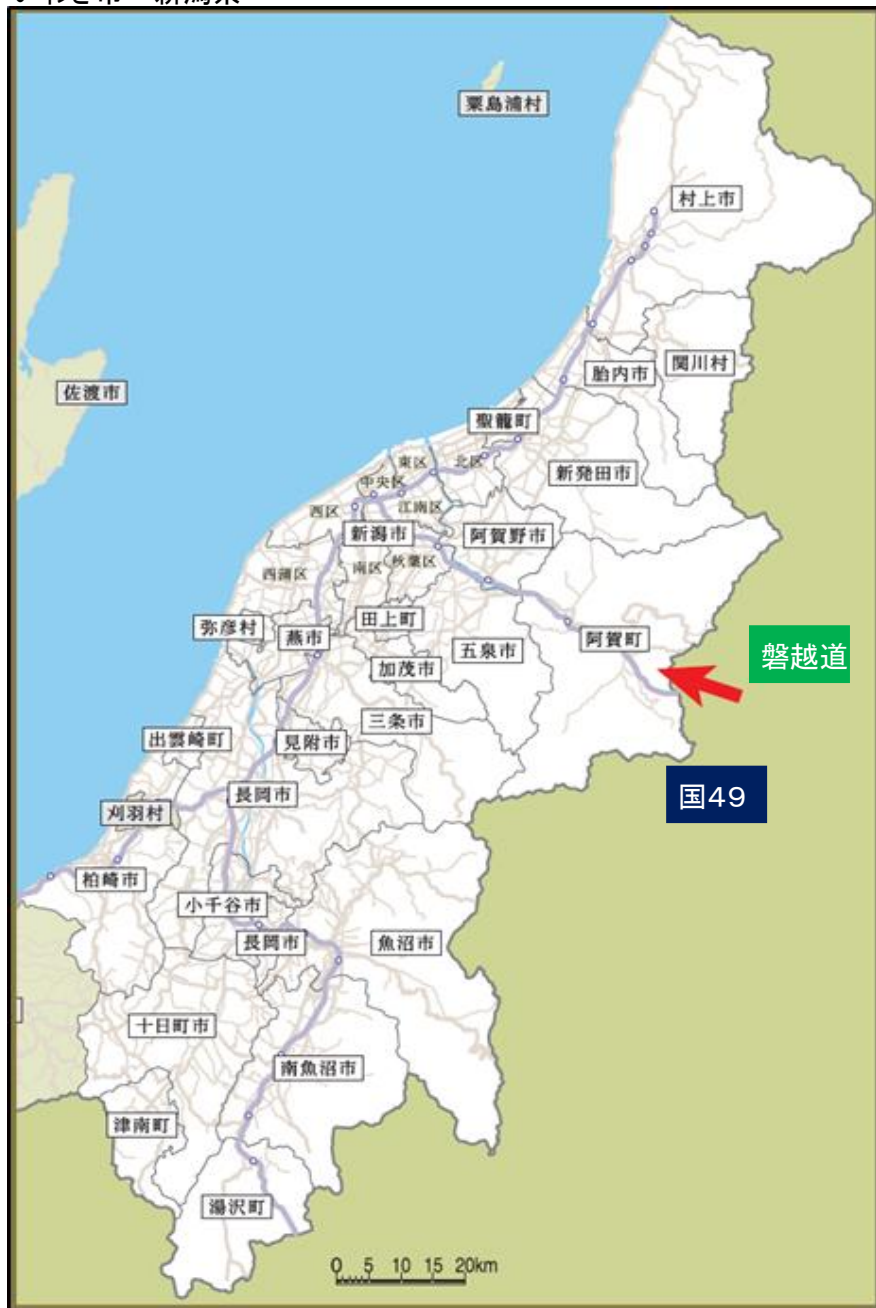 粟島浦村
村上市
関川村
胎内市
佐渡市
聖籠町
東区
北区
新発田市
中央区
西区
江南区
新潟市
阿賀野市
秋葉区
南区
西蒲区
田上町
弥彦村
燕市
阿賀町
五泉市
磐越道
加茂市
三条市
出雲崎町
見附市
長岡市
国49
刈羽村
柏崎市
小千谷市
長岡市
魚沼市
十日町市
南魚沼市
津南町
湯沢町
0 5 10 15 20km